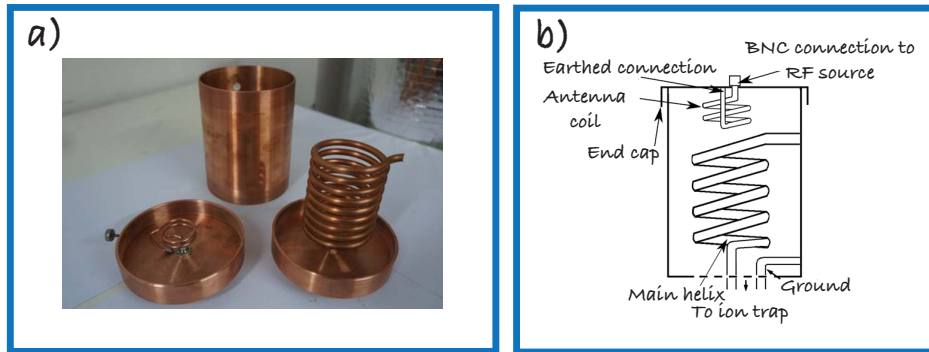 a)
b)
BNC connection to
RF source
Earthed connection
Antenna
coil
End cap
Main helix
Ground
To ion trap